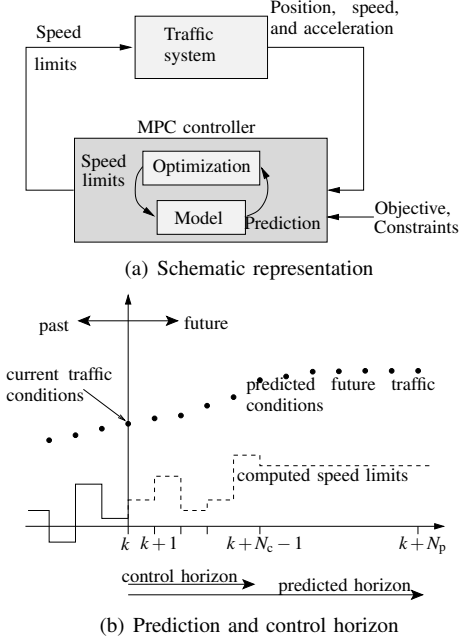 Position, speed,
and acceleration
Speed
limits
Traffic
system
MPC controller
Speed
limits
Optimization
Model
Prediction
Objective,
Constraints
(a) Schematic representation
past
future
current traffic
conditions
predicted future traffic
conditions
computed speed limits
k k+1 k+Nc−1 k+Np
control horizon
predicted horizon
(b) Prediction and control horizon